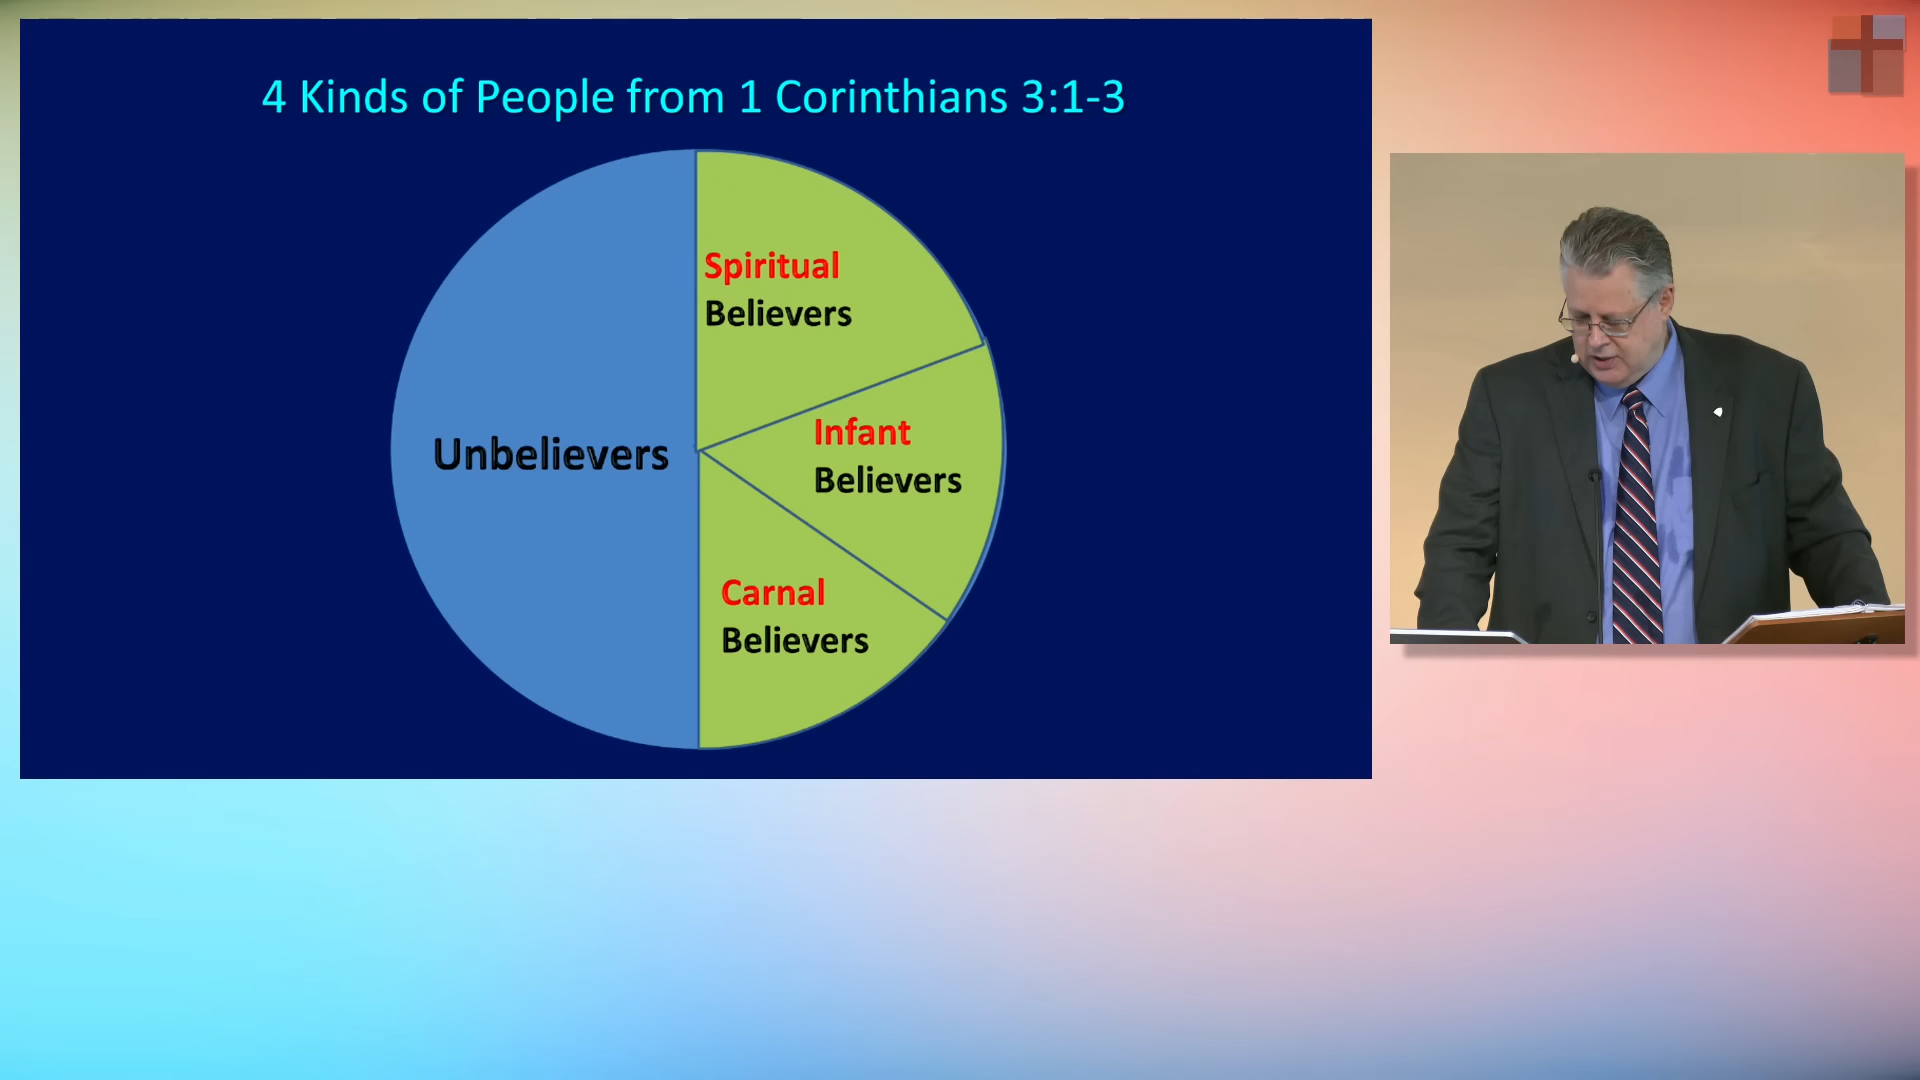 4 Kinds of People from 1 Corinthians 3:1-3
Spiritual
Believers
Unbelievers
Infant
Believers
Carnal
Believers